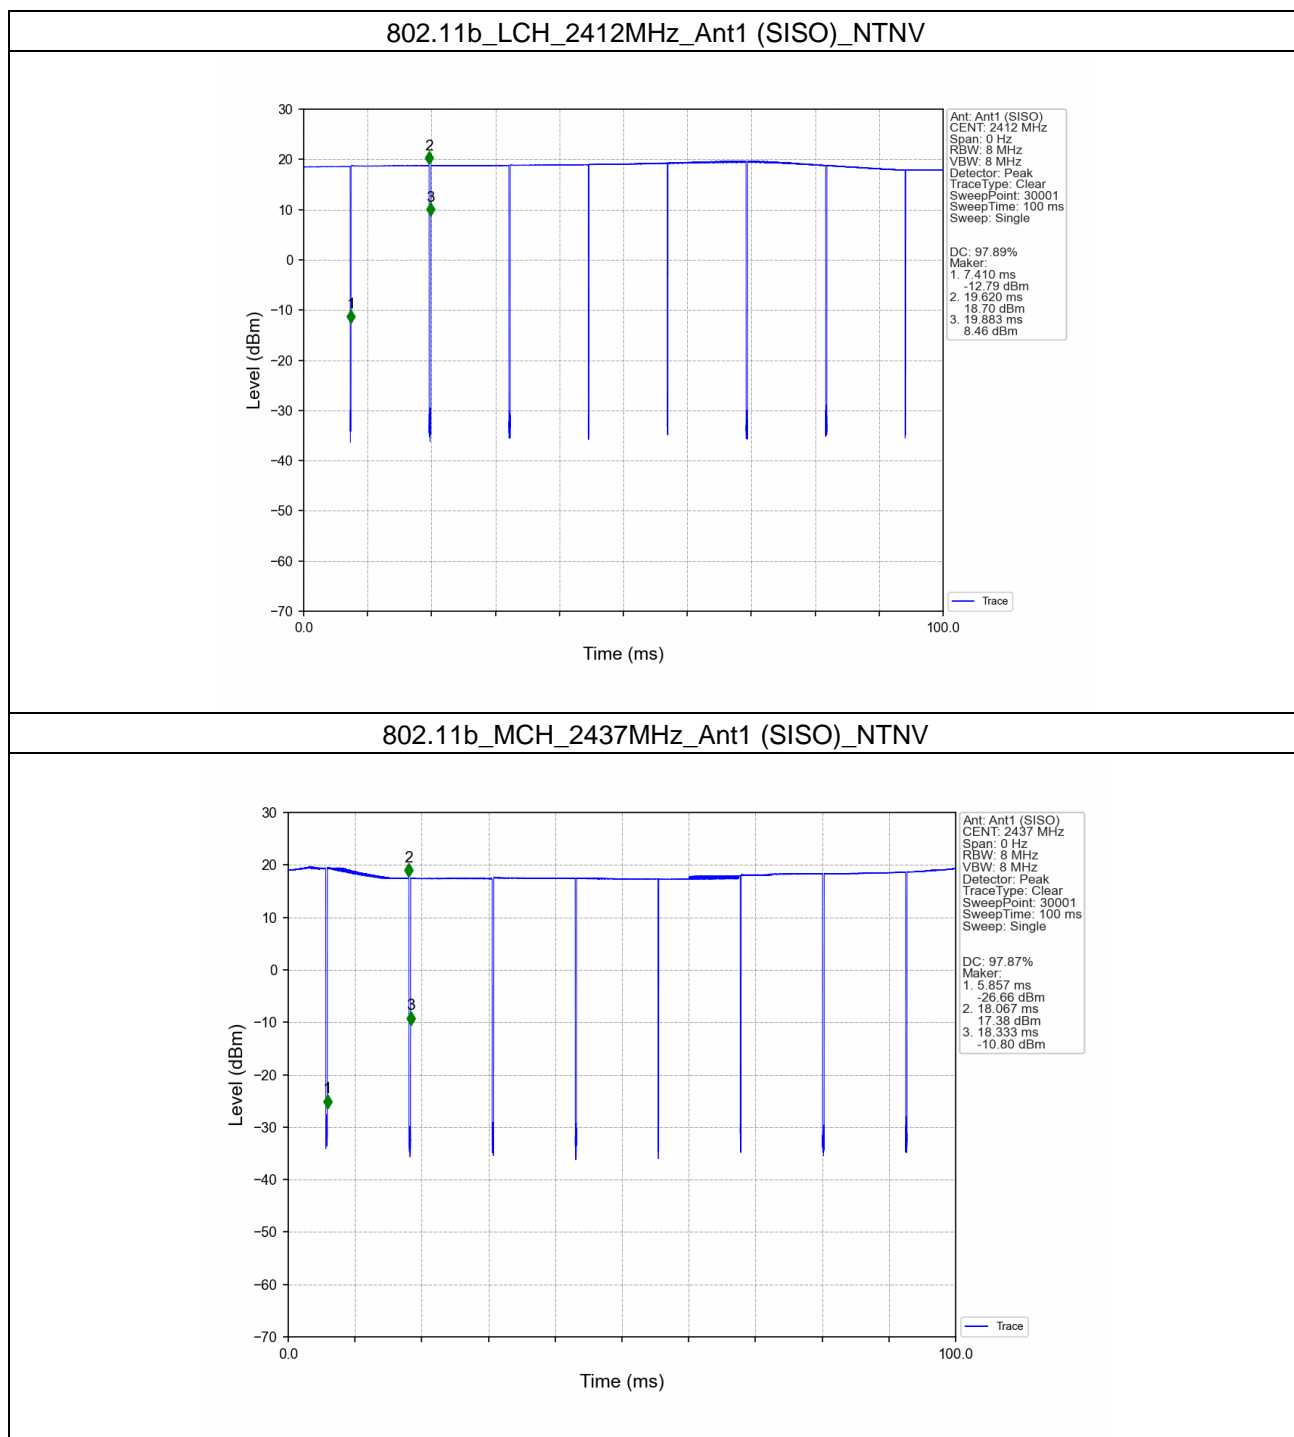 802.11b_LCH_2412MHz_Ant1 (SISO)_NTNV
30
20
10
0
−10
−20
−30
−40
−50
−60
−70
Level (dBm)
1
2
3
0.0
100.0
Time (ms)
Ant: Ant1 (SISO)
CENT: 2412 MHz
Span: 0 Hz
RBW: 8 MHz
VBW: 8 MHz
Detector: Peak
TraceType: Clear
SweepPoint: 30001
SweepTime: 100 ms
Sweep: Single
DC: 97.89%
Maker:
1. 7.410 ms
-12.79 dBm
2. 19.620 ms
18.70 dBm
3. 19.883 ms
8.46 dBm
Trace
802.11b_MCH_2437MHz_Ant1 (SISO)_NTNV
30
20
10
0
−10
−20
−30
−40
−50
−60
−70
Level (dBm)
1
2
3
0.0
100.0
Time (ms)
Ant: Ant1 (SISO)
CENT: 2437 MHz
Span: 0 Hz
RBW: 8 MHz
VBW: 8 MHz
Detector: Peak
TraceType: Clear
SweepPoint: 30001
SweepTime: 100 ms
Sweep: Single
DC: 97.87%
Maker:
1. 5.857 ms
-26.66 dBm
2. 18.067 ms
17.38 dBm
3. 18.333 ms
-10.80 dBm
Trace